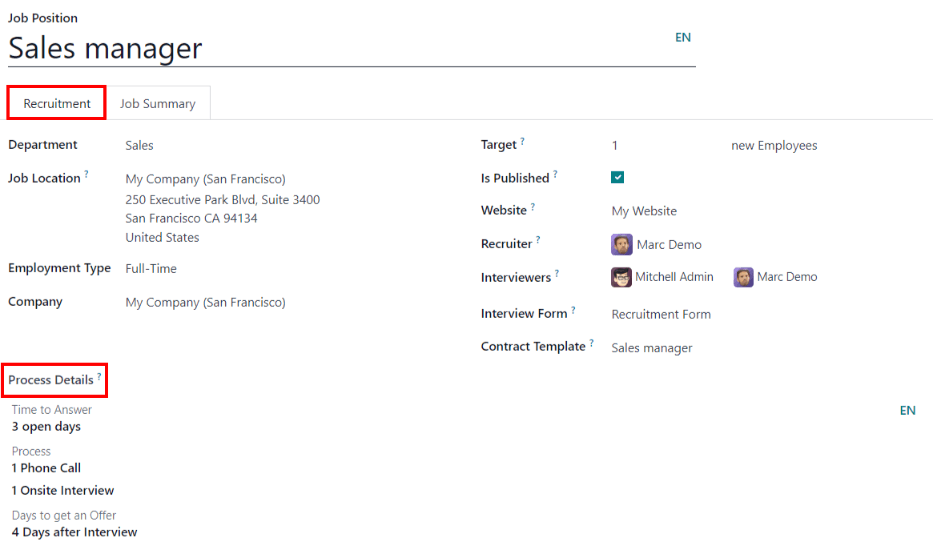 Job Position
Sales manager
EN
Recruitment
Job Summary
Department
Sales
Job Location ?
My Company (San Francisco)
250 Executive Park Blvd, Suite 3400
San Francisco CA 94134
United States
Employment Type
Full-Time
Company
My Company (San Francisco)
Target ?
1
new Employees
Is Published ?
Website ?
My Website
Recruiter ?
Marc Demo
Interviewers ?
Mitchell Admin
Marc Demo
Interview Form ?
Recruitment Form
Contract Template ?
Sales manager
Process Details ?
EN
Time to Answer
3 open days
Process
1 Phone Call
1 Onsite Interview
Days to get an Offer
4 Days after Interview